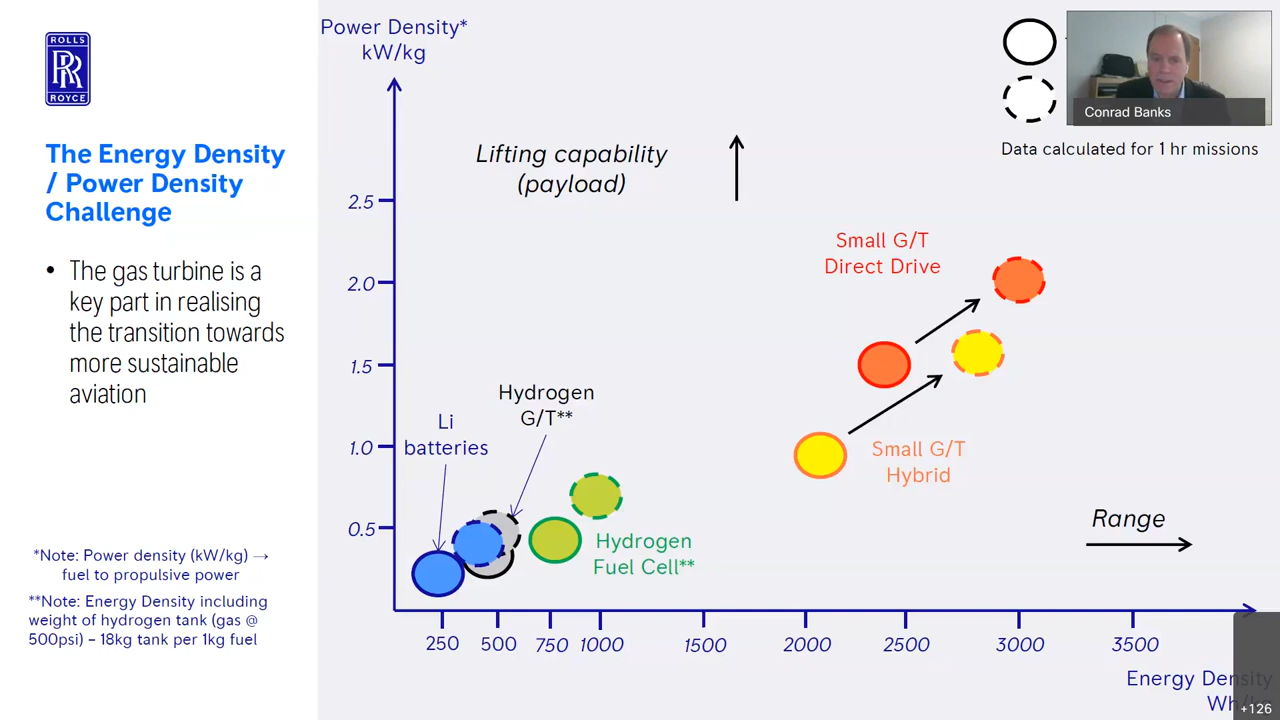 ROLLS
RR
ROYCE
The Energy Density
/ Power Density
Challenge
• The gas turbine is a
key part in realising
the transition towards
more sustainable
aviation
*Note: Power density (kW/kg) →
fuel to propulsive power
**Note: Energy Density including
weight of hydrogen tank (gas @
500psi) – 18kg tank per 1kg fuel
Power Density*
kW/kg
Conrad Banks
Data calculated for 1 hr missions
Lifting capability
(payload)
2.5
2.0
1.5
1.0
0.5
Small G/T
Direct Drive
Hydrogen
G/T**
Li
batteries
Small G/T
Hybrid
Range
Hydrogen
Fuel Cell**
250 500 750 1000 1500 2000 2500 3000 3500
Energy Density
+126